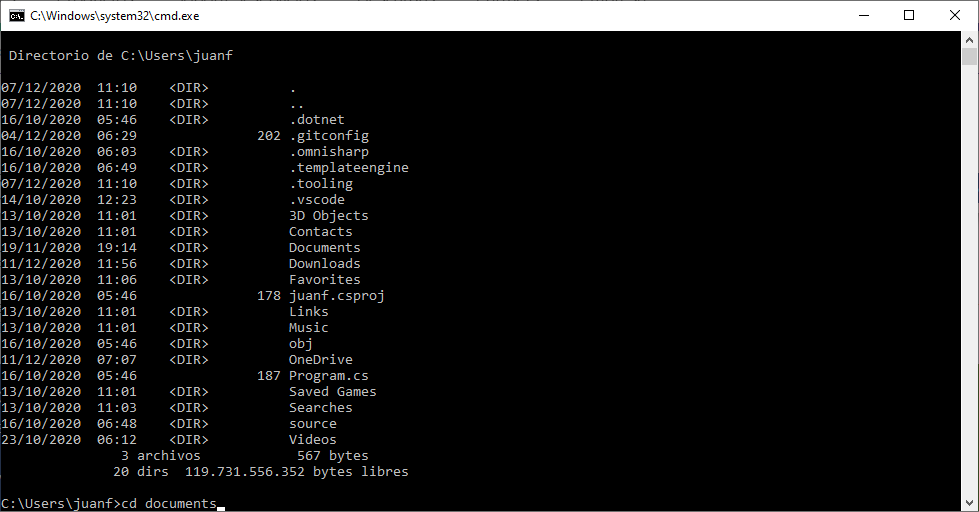 C:\Windows\system32\cmd.exe
Directorio de C:\Users\juanf
07/12/2020  11:10    <DIR>          .
07/12/2020  11:10    <DIR>          ..
16/10/2020  05:46    <DIR>          .dotnet
04/12/2020  06:29               202 .gitconfig
16/10/2020  06:03    <DIR>          .omnisharp
16/10/2020  06:49    <DIR>          .templateengine
07/12/2020  11:10    <DIR>          .tooling
14/10/2020  12:23    <DIR>          .vscode
13/10/2020  11:01    <DIR>          3D Objects
13/10/2020  11:01    <DIR>          Contacts
19/11/2020  19:14    <DIR>          Documents
11/12/2020  11:56    <DIR>          Downloads
13/10/2020  11:06    <DIR>          Favorites
16/10/2020  05:46               178 juanf.csproj
13/10/2020  11:01    <DIR>          Links
13/10/2020  11:01    <DIR>          Music
16/10/2020  05:46    <DIR>          obj
11/12/2020  07:07    <DIR>          OneDrive
16/10/2020  05:46               187 Program.cs
13/10/2020  11:01    <DIR>          Saved Games
13/10/2020  11:03    <DIR>          Searches
16/10/2020  06:48    <DIR>          source
23/10/2020  06:12    <DIR>          Videos
3 archivos            567 bytes
20 dirs  119.731.556.352 bytes libres
C:\Users\juanf>cd documents